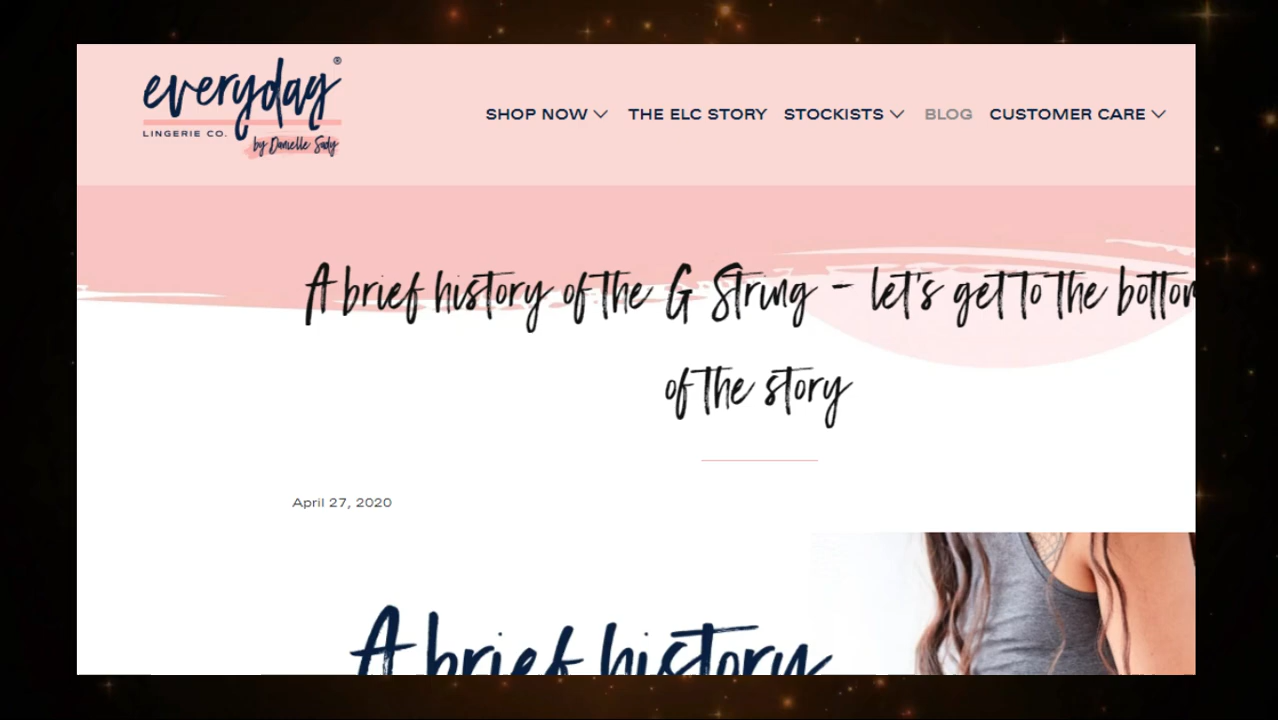 everyday®
LINGERIE CO.
by Danielle Sady
SHOP NOW THE ELC STORY STOCKISTS BLOG CUSTOMER CARE
A brief history of the G String - let's get to the bottom
of the story
April 27, 2020
A brief history